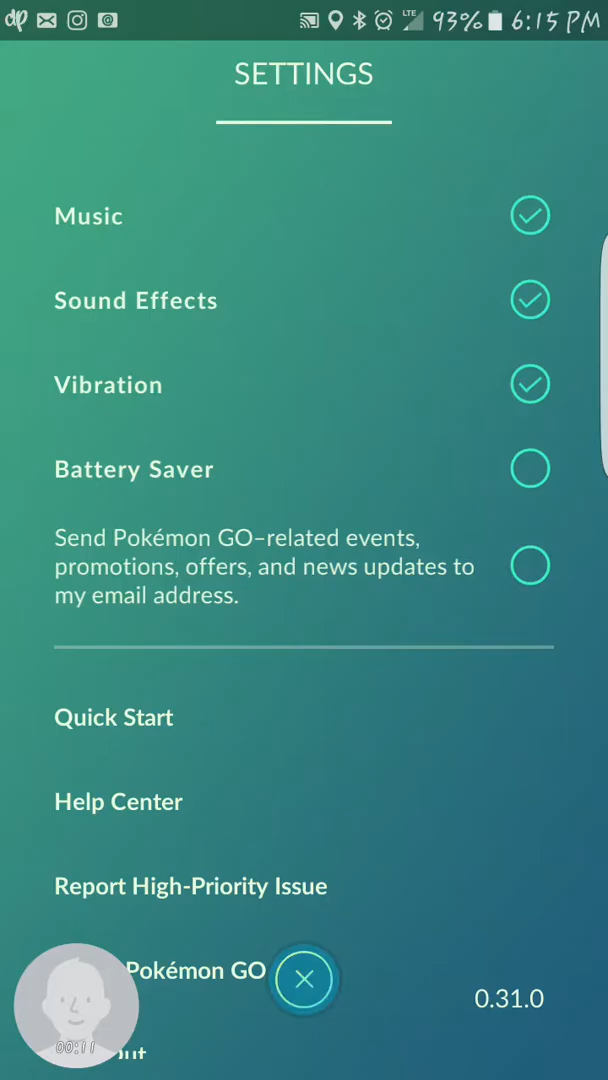 dp LTE 93% 6:15 PM
SETTINGS
Music
Sound Effects
Vibration
Battery Saver
Send Pokémon GO–related events,
promotions, offers, and news updates to
my email address.
Quick Start
Help Center
Report High-Priority Issue
Pokémon GO
0.31.0
00:11